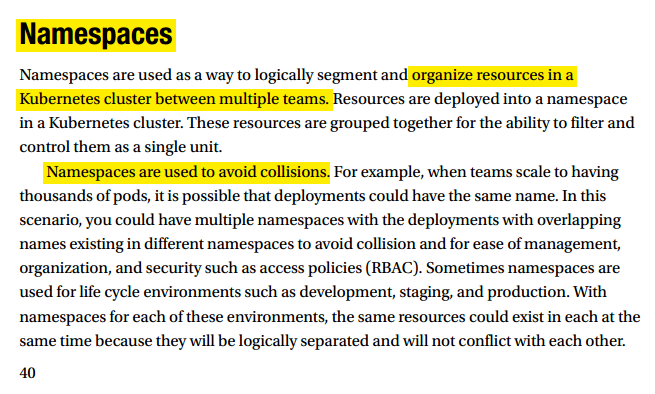 Namespaces
Namespaces are used as a way to logically segment and organize resources in a
Kubernetes cluster between multiple teams. Resources are deployed into a namespace
in a Kubernetes cluster. These resources are grouped together for the ability to filter and
control them as a single unit.
Namespaces are used to avoid collisions. For example, when teams scale to having
thousands of pods, it is possible that deployments could have the same name. In this
scenario, you could have multiple namespaces with the deployments with overlapping
names existing in different namespaces to avoid collision and for ease of management,
organization, and security such as access policies (RBAC). Sometimes namespaces are
used for life cycle environments such as development, staging, and production. With
namespaces for each of these environments, the same resources could exist in each at the
same time because they will be logically separated and will not conflict with each other.
40